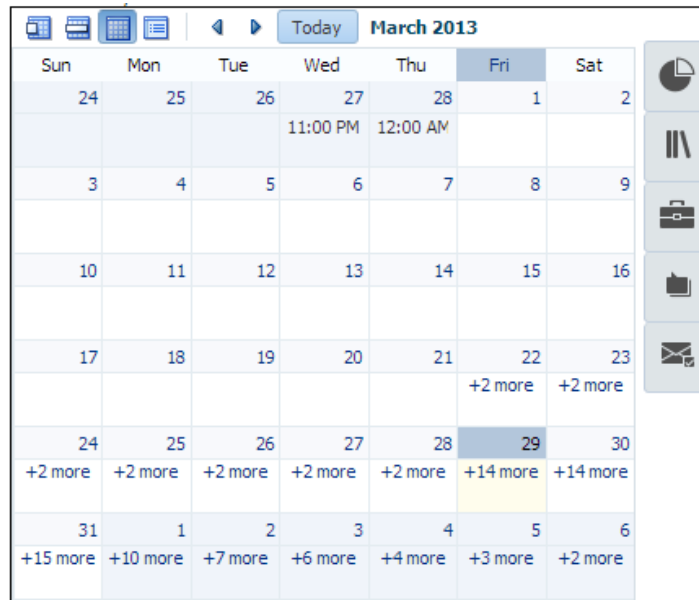 Today March 2013
Sun Mon Tue Wed Thu Fri Sat
24 25 26 27 28 1 2
11:00 PM 12:00 AM
3 4 5 6 7 8 9
10 11 12 13 14 15 16
17 18 19 20 21 22 23
+2 more +2 more
24 25 26 27 28 29 30
+2 more +2 more +2 more +2 more +2 more +14 more +14 more
31 1 2 3 4 5 6
+15 more +10 more +7 more +6 more +4 more +3 more +2 more